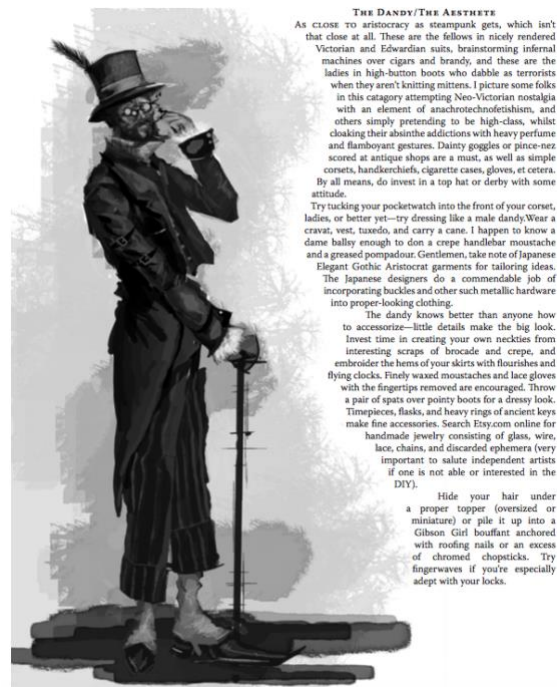 The Dandy/The Aesthete
As close to aristocracy as steampunk gets, which isn't
that close at all. These are the fellows in nicely rendered
Victorian and Edwardian suits, brainstorming infernal
machines over cigars and brandy, and these are the
ladies in high-button boots who dabble as terrorists
when they aren't knitting mittens. I picture some folks
in this catagory attempting Neo-Victorian nostalgia
with an element of anachrotechnofetishism, and
others simply pretending to be high-class, whilst
cloaking their absinthe addictions with heavy perfume
and flamboyant gestures. Dainty goggles or pince-nez
scored at antique shops are a must, as well as simple
corsets, handkerchiefs, cigarette cases, gloves, et cetera.
By all means, do invest in a top hat or derby with some
attitude.
Try tucking your pocketwatch into the front of your corset,
ladies, or better yet—try dressing like a male dandy.Wear a
cravat, vest, tuxedo, and carry a cane. I happen to know a
dame ballsy enough to don a crepe handlebar moustache
and a greased pompadour. Gentlemen, take note of Japanese
Elegant Gothic Aristocrat garments for tailoring ideas.
The Japanese designers do a commendable job of
incorporating buckles and other such metallic hardware
into proper-looking clothing.
The dandy knows better than anyone how
to accessorize—little details make the big look.
Invest time in creating your own neckties from
interesting scraps of brocade and crepe, and
embroider the hems of your skirts with flourishes and
flying clocks. Finely waxed moustaches and lace gloves
with the fingertips removed are encouraged. Throw
a pair of spats over pointy boots for a dressy look.
Timepieces, flasks, and heavy rings of ancient keys
make fine accessories. Search Etsy.com online for
handmade jewelry consisting of glass, wire,
lace, chains, and discarded ephemera (very
important to salute independent artists
if one is not able or interested in the
DIY).
Hide your hair under
a proper topper (oversized or
miniature) or pile it up into a
Gibson Girl bouffant anchored
with roofing nails or an excess
of chromed chopsticks. Try
fingerwaves if you're especially
adept with your locks.